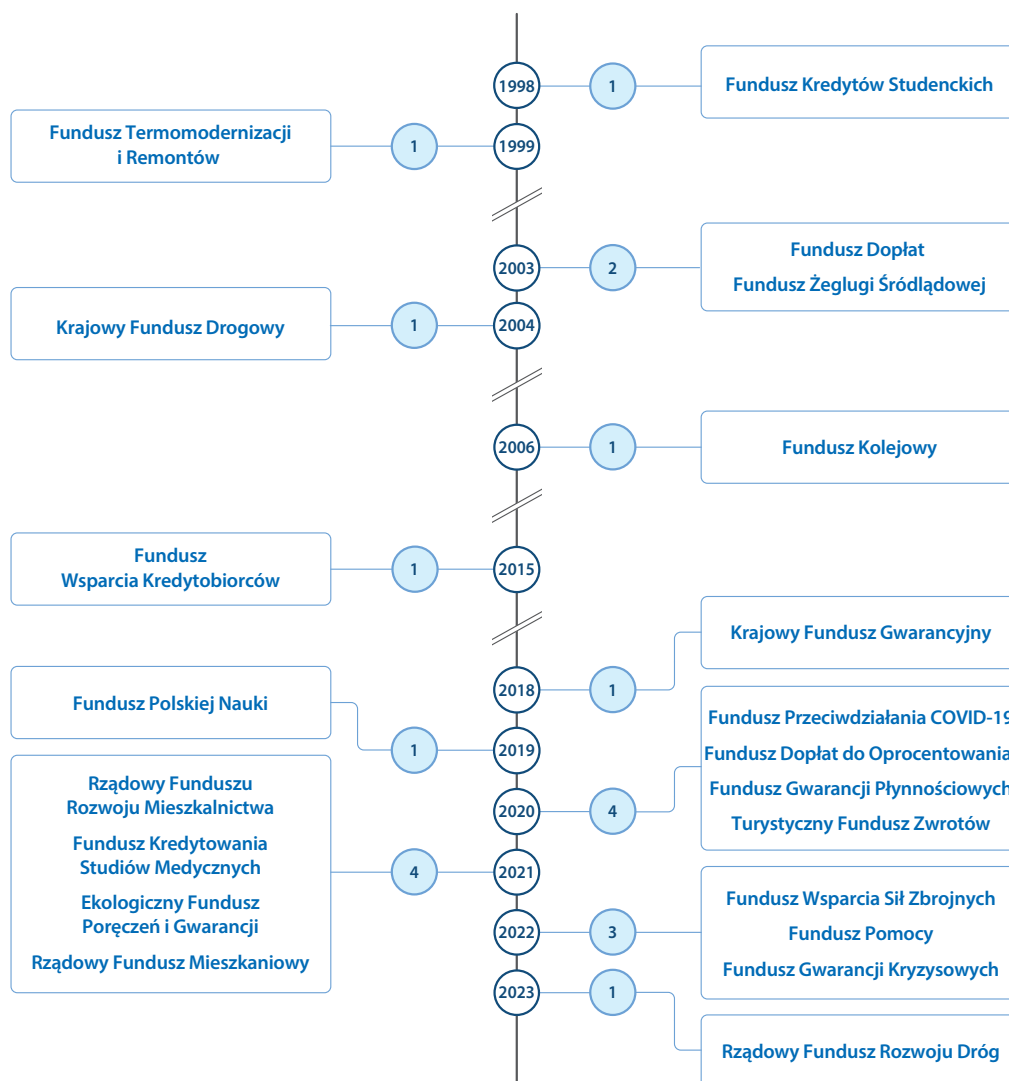 1998
1
Fundusz Kredytów Studenckich
Fundusz Termomodernizacji
i Remontów
1
1999
2003
2
Fundusz Dopłat
Fundusz Żeglugi Śródlądowej
Krajowy Fundusz Drogowy
1
2004
2006
1
Fundusz Kolejowy
Fundusz
Wsparcia Kredytobiorców
1
2015
2018
1
Krajowy Fundusz Gwarancyjny
Fundusz Polskiej Nauki
1
2019
2020
4
Fundusz Przeciwdziałania COVID-19
Fundusz Dopłat do Oprocentowania
Fundusz Gwarancji Płynnościowych
Turystyczny Fundusz Zwrotów
Rządowy Funduszu
Rozwoju Mieszkalnictwa
Fundusz Kredytowania
Studiów Medycznych
Ekologiczny Fundusz
Poręczeń i Gwarancji
Rządowy Fundusz Mieszkaniowy
4
2021
2022
3
Fundusz Wsparcia Sił Zbrojnych
Fundusz Pomocy
Fundusz Gwarancji Kryzysowych
2023
1
Rządowy Fundusz Rozwoju Dróg